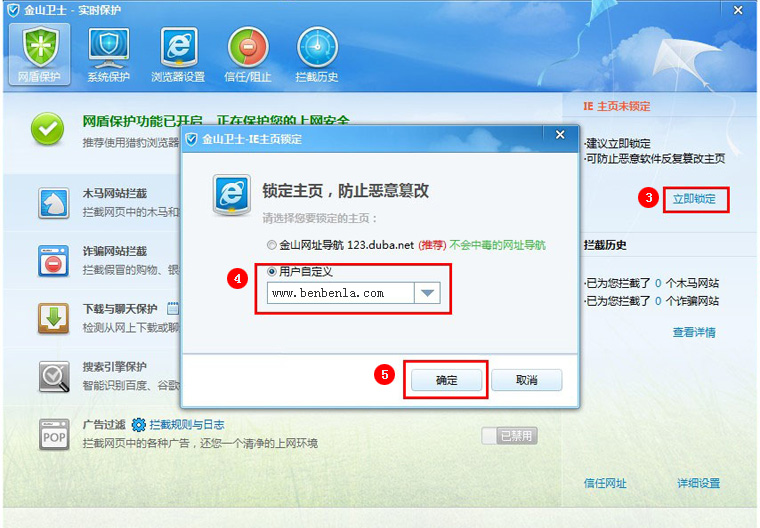 金山卫士 - 实时保护
网盾保护
系统保护
浏览器设置
信任/阻止
拦截历史
网盾保护功能已开启，正在保护您的上网安全
推荐使用猎豹浏览器
木马网站拦截
拦截网页中的木马和
诈骗网站拦截
拦截假冒的购物、银
下载与聊天保护
检测从网上下载或聊
搜索引擎保护
智能识别百度、谷歌
广告过滤 拦截规则与日志
POP
拦截网页中的各种广告，还您一个清净的上网环境
已禁用
金山卫士-IE主页锁定
锁定主页，防止恶意篡改
请选择您要锁定的主页：
金山网址导航 123.duba.net (推荐) 不会中毒的网址导航
4
用户自定义
www.benbenla.com
5
确定
取消
IE 主页未锁定
·建议立即锁定
·可防止恶意软件反复篡改主页
3
立即锁定
拦截历史
·已为您拦截了 0 个木马网站
·已为您拦截了 0 个诈骗网站
查看详情
信任网址
详细设置